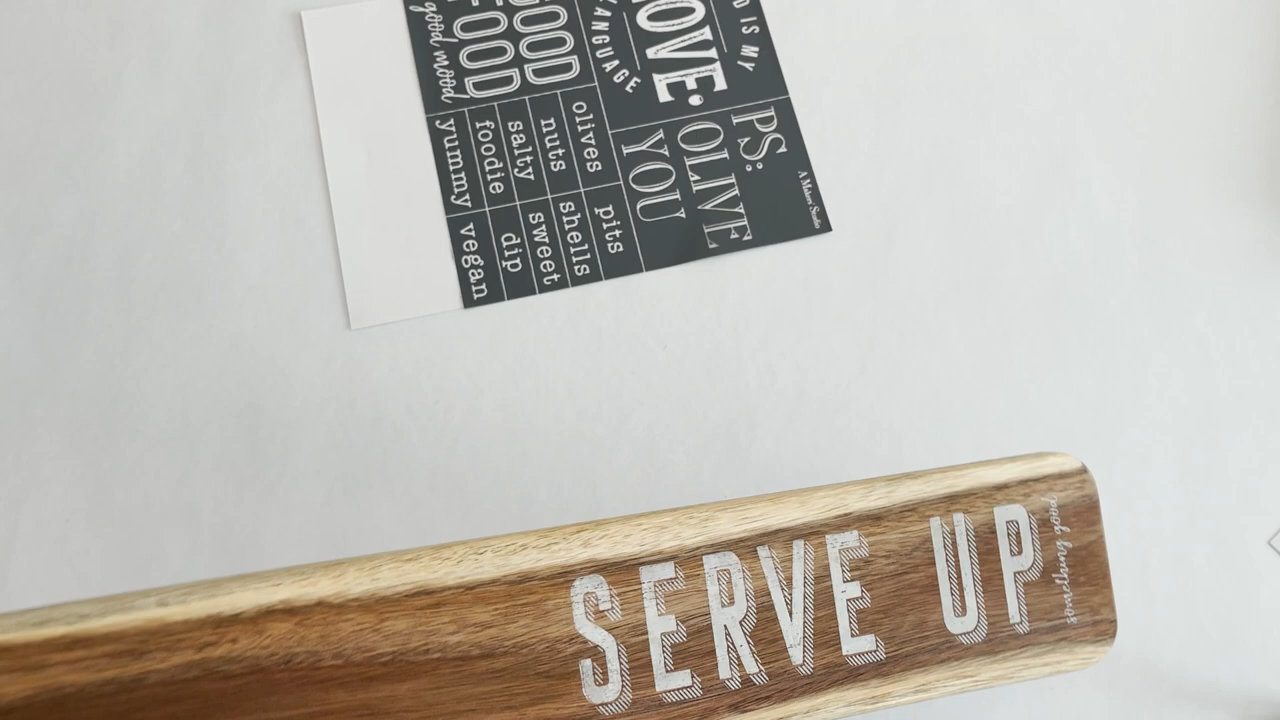 D IS MY
LOVE•
LANGUAGE
GOOD
FOOD
good mood
PS:
OLIVE
YOU
olives
nuts
salty
foodie
yummy
pits
shells
sweet
dip
vegan
A Makers' Studio
SERVE UP
something good